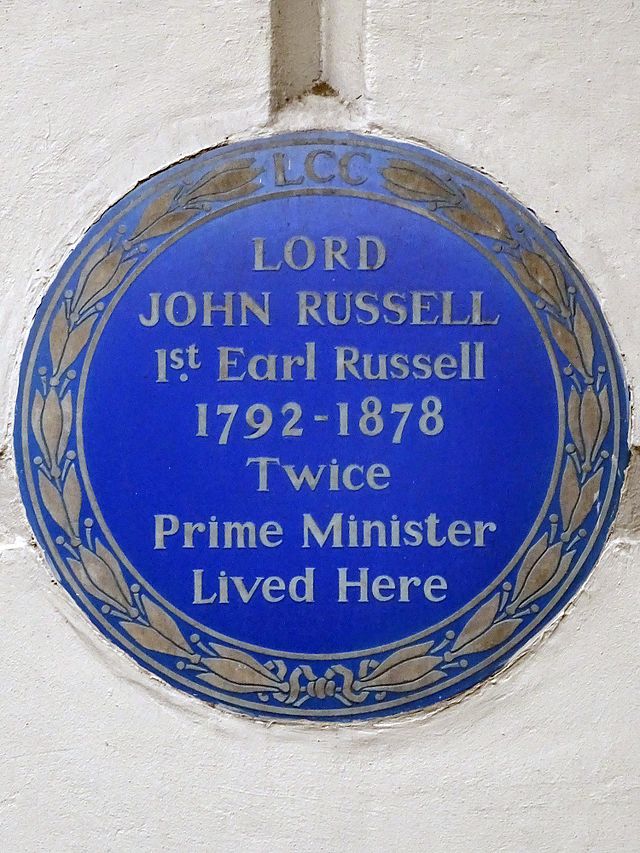 LCC
LORD
JOHN RUSSELL
1st. Earl Russell
1792-1878
Twice
Prime Minister
Lived Here